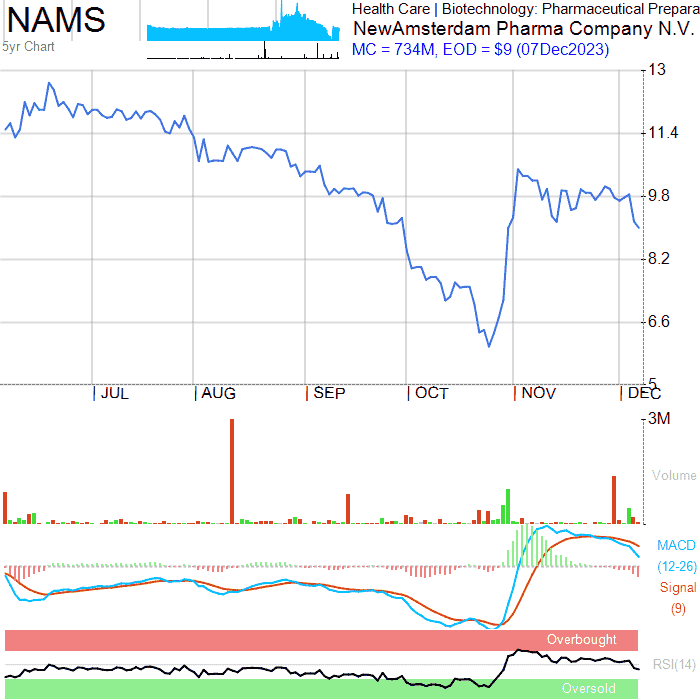 NAMS
5yr Chart
Health Care | Biotechnology: Pharmaceutical Prepara
NewAmsterdam Pharma Company N.V.
MC = 734M, EOD = $9 (07Dec2023)
13
11.4
9.8
8.2
6.6
5
JUL AUG SEP OCT NOV DEC
3M
Volume
MACD
(12-26)
Signal
(9)
Overbought
RSI(14)
Oversold